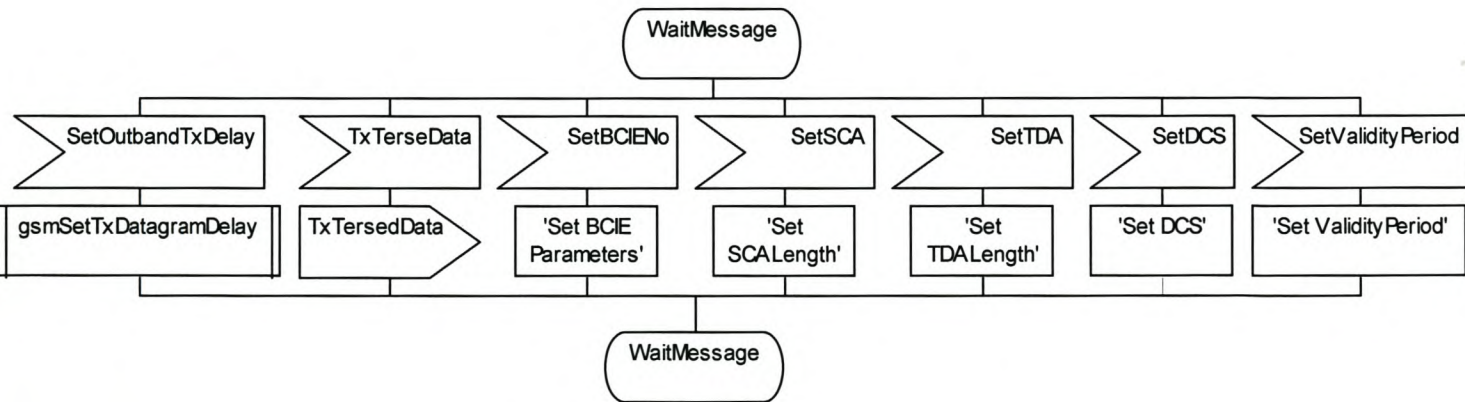 WaitMessage
SetOutbandTxDelay
TxTerseData
SetBCIENo
SetSCA
SetTDA
SetDCS
SetValidityPeriod
gsmSetTxDatagramDelay
TxTersedData
'Set BCIE
Parameters'
'Set
SCALength'
'Set
TDALength'
'Set DCS'
'Set ValidityPeriod'
WaitMessage